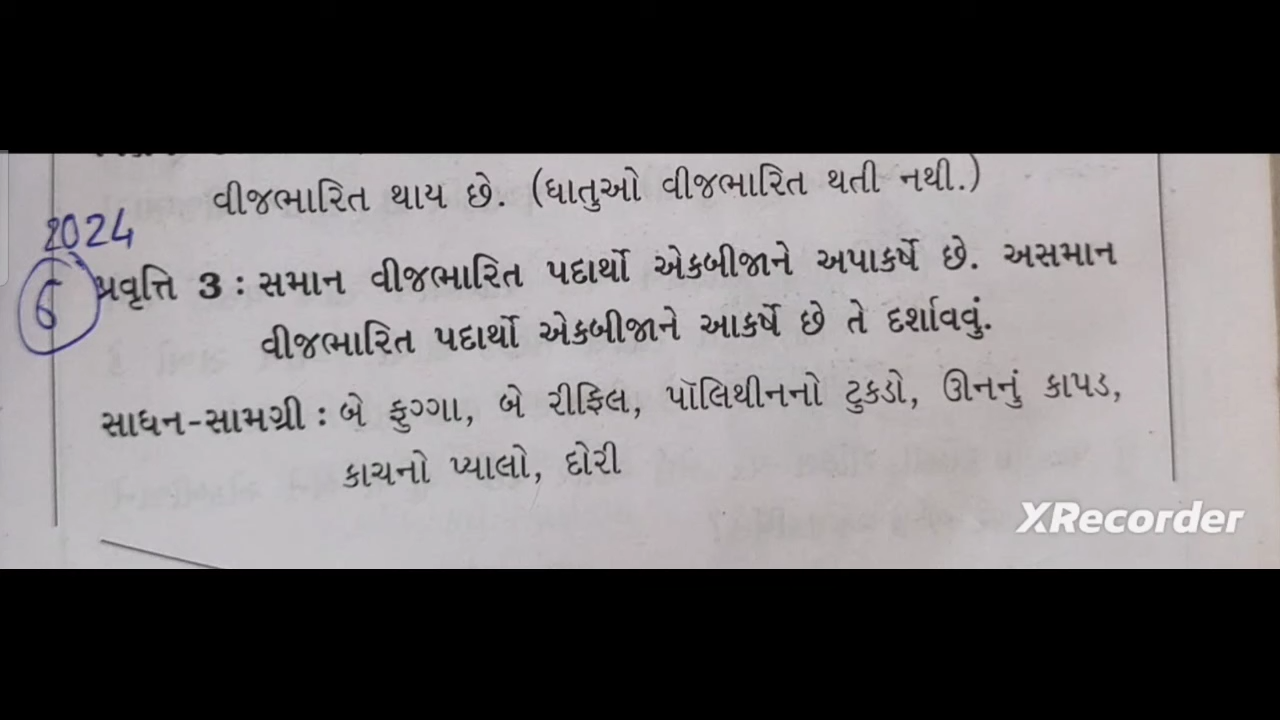 વીજભારિત થાય છે. (ધાતુઓ વીજભારિત થતી નથી.)
2024
6 પ્રવૃત્તિ 3 : સમાન વીજભારિત પદાર્થો એકબીજાને અપાકર્ષે છે. અસમાન
વીજભારિત પદાર્થો એકબીજાને આકર્ષે છે તે દર્શાવવું.
સાધન-સામગ્રી : બે ફુગ્ગા, બે રીફિલ, પૉલિથીનનો ટુકડો, ઊનનું કાપડ,
કાચનો પ્યાલો, દોરી
XRecorder